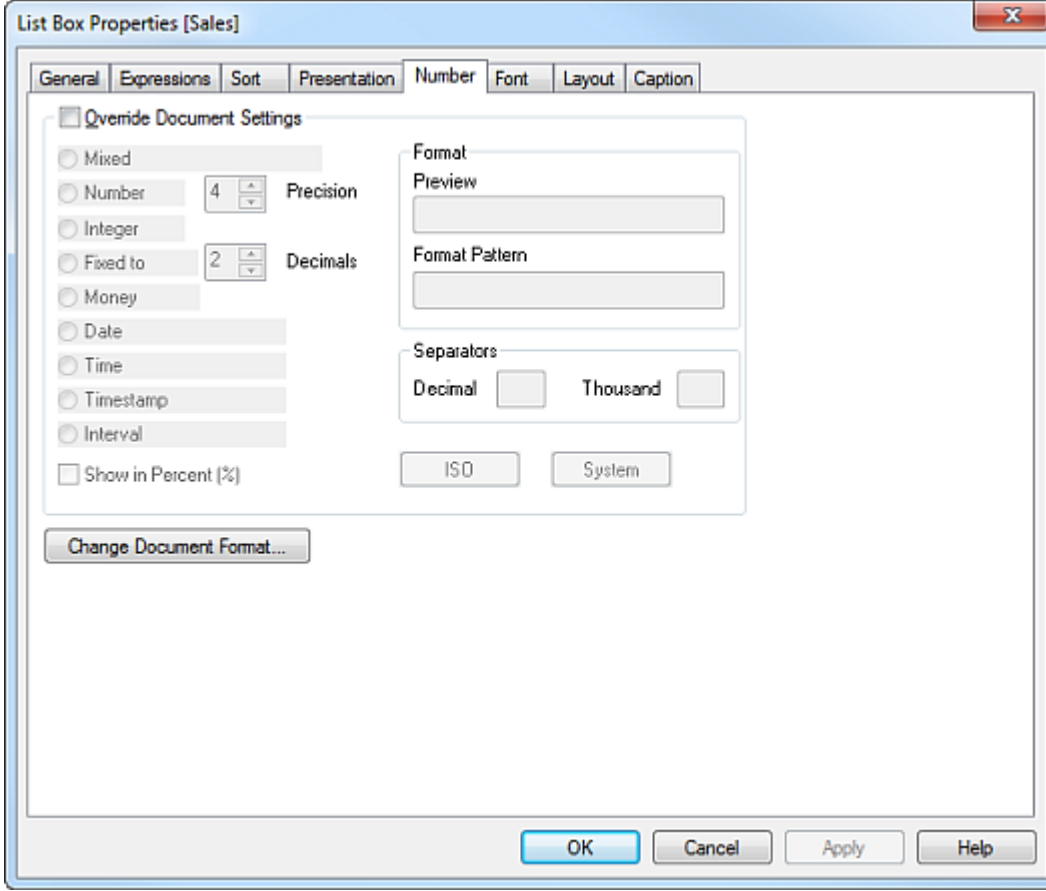 List Box Properties [Sales]
General Expressions Sort Presentation Number Font Layout Caption
Override Document Settings
Mixed
Number 4 Precision
Integer
Fixed to 2 Decimals
Money
Date
Time
Timestamp
Interval
Show in Percent (%)
Format
Preview
Format Pattern
Separators
Decimal Thousand
ISO System
Change Document Format...
OK Cancel Apply Help